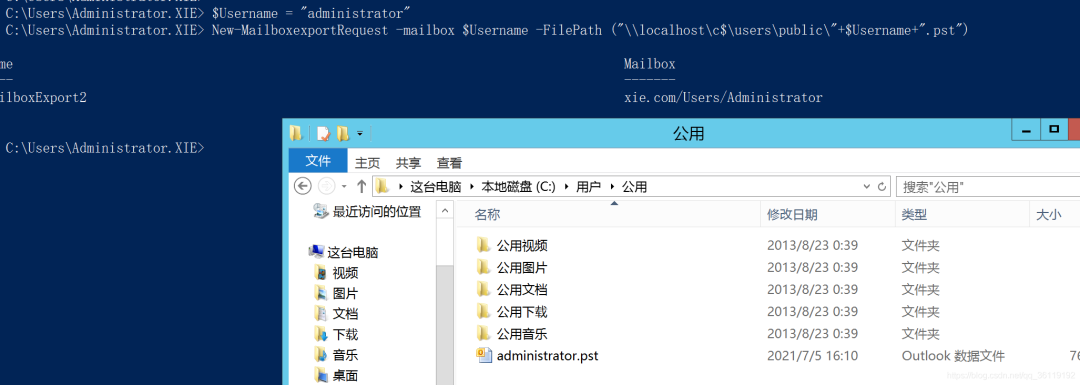 C:\Users\Administrator.XIE> $Username = "administrator"
C:\Users\Administrator.XIE> New-MailboxexportRequest -mailbox $Username -FilePath ("\\localhost\c$\users\public\"+$Username+".pst")
me Mailbox
-- -------
ilboxExport2 xie.com/Users/Administrator
C:\Users\Administrator.XIE>
公用
文件 主页 共享 查看
这台电脑 本地磁盘 (C:) 用户 公用 搜索"公用"
最近访问的位置 名称 修改日期 类型 大小
公用视频 2013/8/23 0:39 文件夹
这台电脑
公用图片 2013/8/23 0:39 文件夹
视频
公用文档 2013/8/23 0:39 文件夹
图片
公用下载 2013/8/23 0:39 文件夹
文档
公用音乐 2013/8/23 0:39 文件夹
下载
administrator.pst 2021/7/5 16:10 Outlook 数据文件 76
音乐
桌面